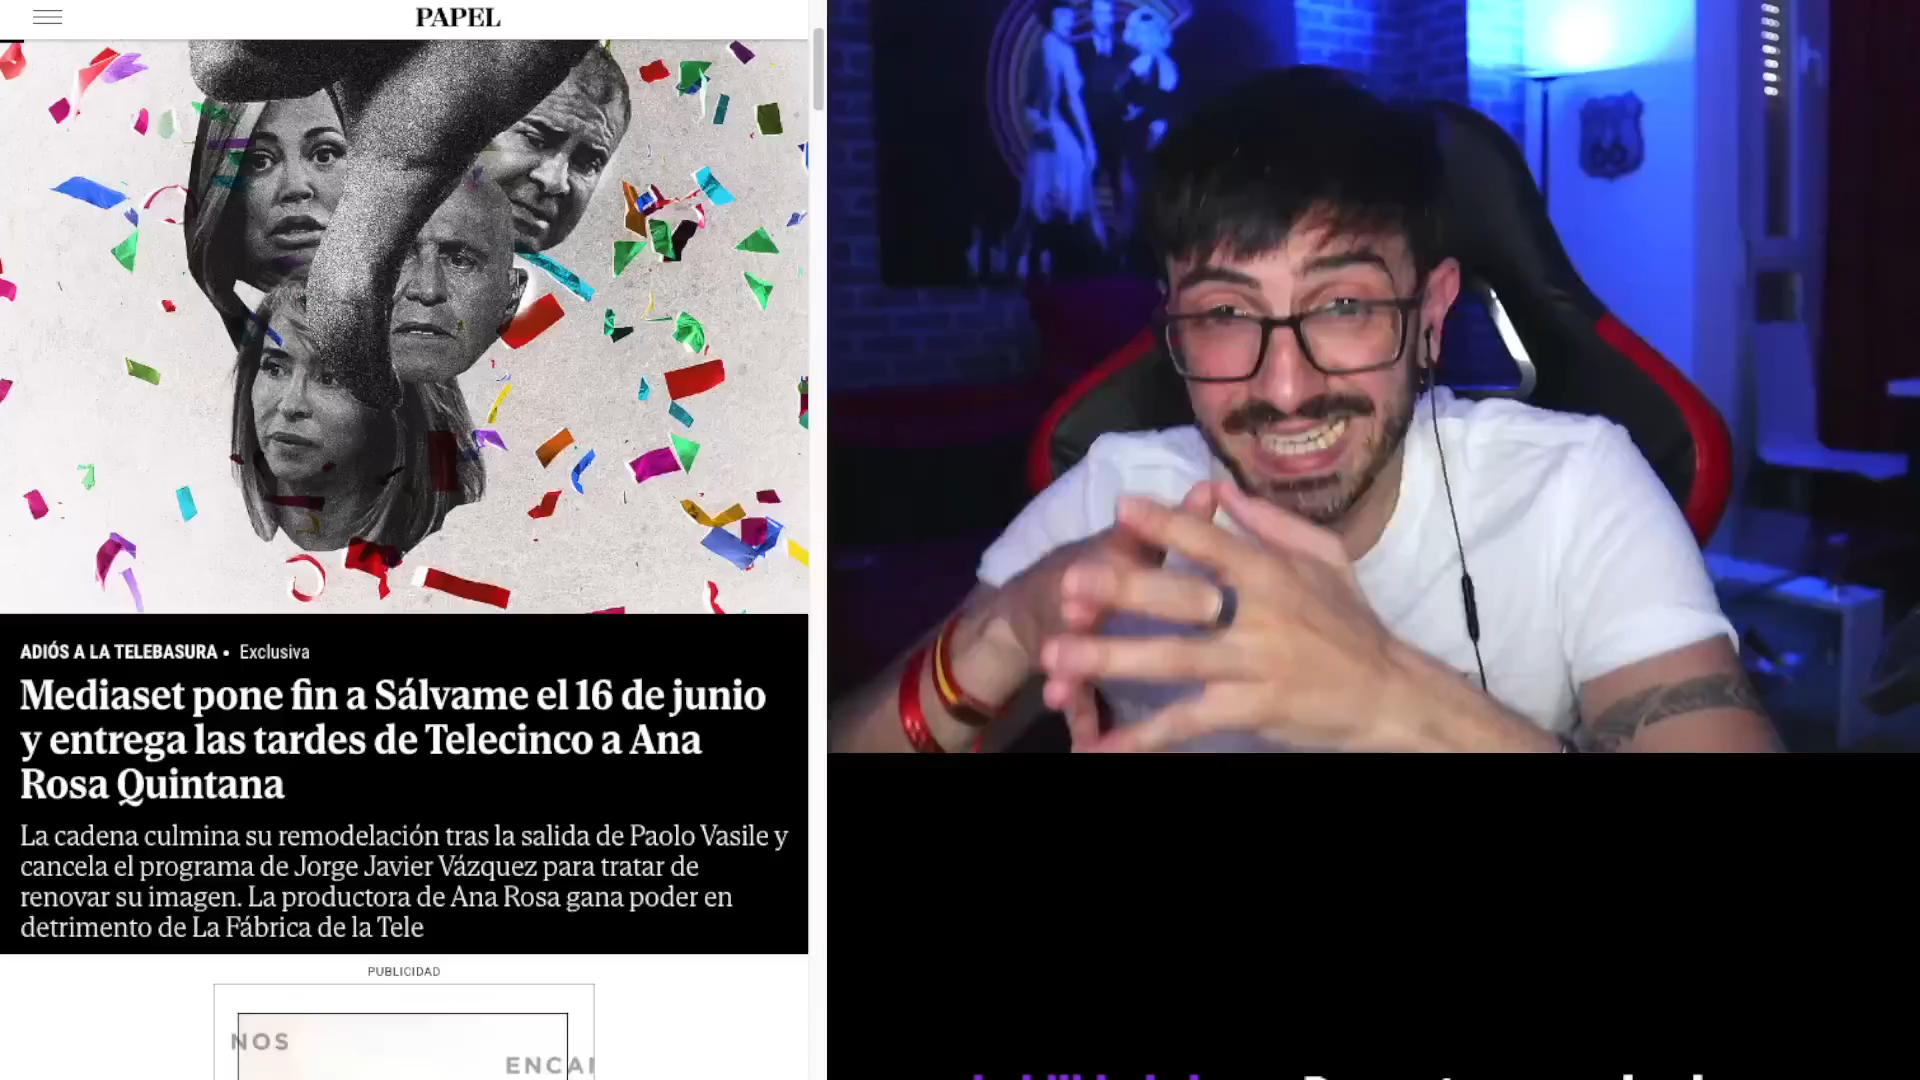 PAPEL
ADIÓS A LA TELEBASURA • Exclusiva
Mediaset pone fin a Sálvame el 16 de junio
y entrega las tardes de Telecinco a Ana
Rosa Quintana
La cadena culmina su remodelación tras la salida de Paolo Vasile y
cancela el programa de Jorge Javier Vázquez para tratar de
renovar su imagen. La productora de Ana Rosa gana poder en
detrimento de La Fábrica de la Tele
PUBLICIDAD
NOS